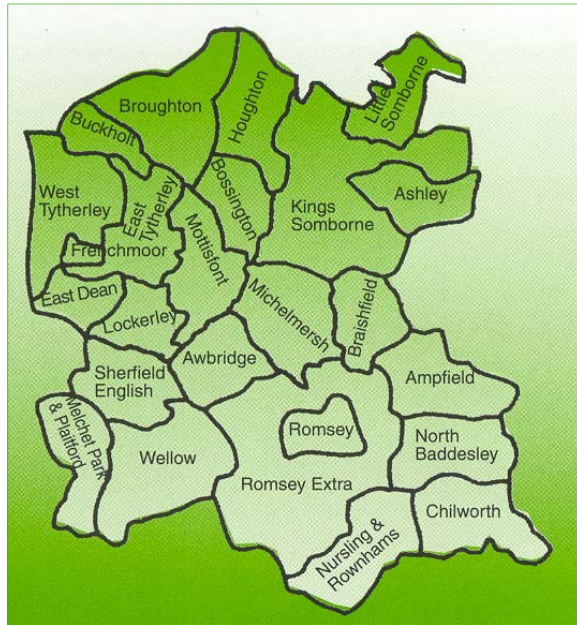 Broughton
Houghton
Little
Somborne
Buckholt
West
Tytherley
East
Tytherley
Bossington
Kings
Somborne
Ashley
Mottisfont
Frenchmoor
East Dean
Lockerley
Michelmersh
Braishfield
Sherfield
English
Awbridge
Ampfield
Melchet Park
& Plaitford
Romsey
North
Baddesley
Wellow
Romsey Extra
Chilworth
Nursling &
Rownhams